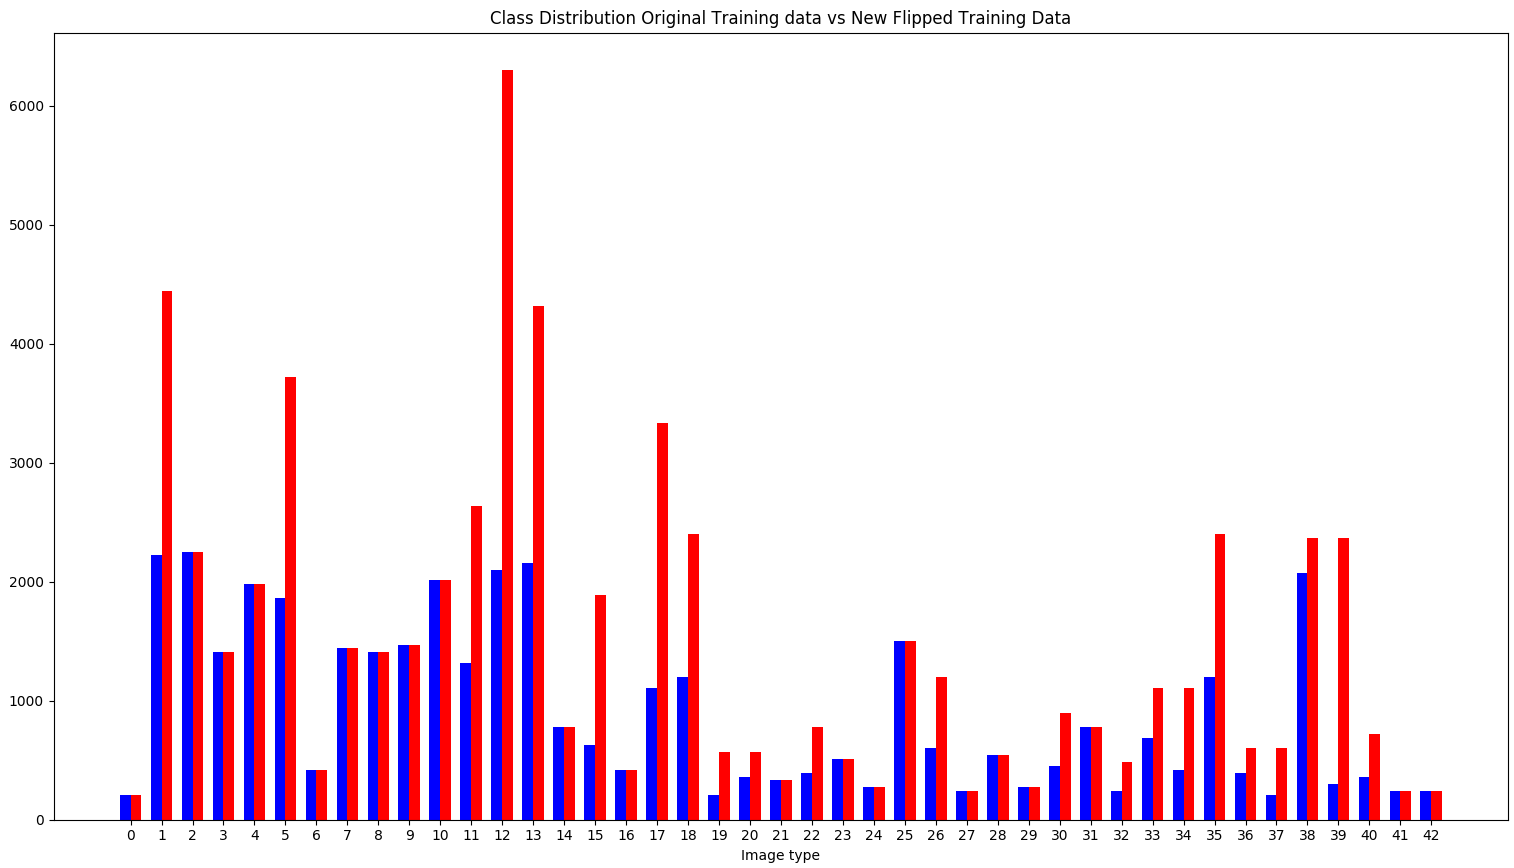 Class Distribution Original Training data vs New Flipped Training Data
6000
5000
4000
3000
2000
1000
0
0 1 2 3 4 5 6 7 8 9 10 11 12 13 14 15 16 17 18 19 20 21 22 23 24 25 26 27 28 29 30 31 32 33 34 35 36 37 38 39 40 41 42
Image type